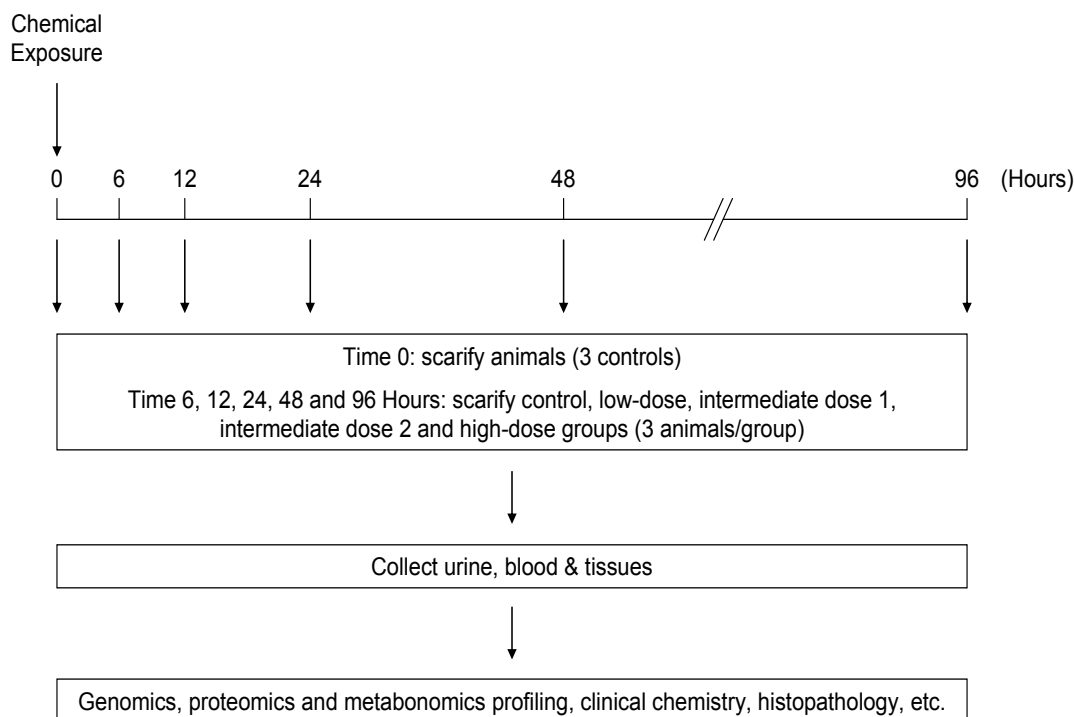 Chemical
Exposure
0 6 12 24 48 96 (Hours)
Time 0: scarify animals (3 controls)
Time 6, 12, 24, 48 and 96 Hours: scarify control, low-dose, intermediate dose 1,
intermediate dose 2 and high-dose groups (3 animals/group)
Collect urine, blood & tissues
Genomics, proteomics and metabonomics profiling, clinical chemistry, histopathology, etc.